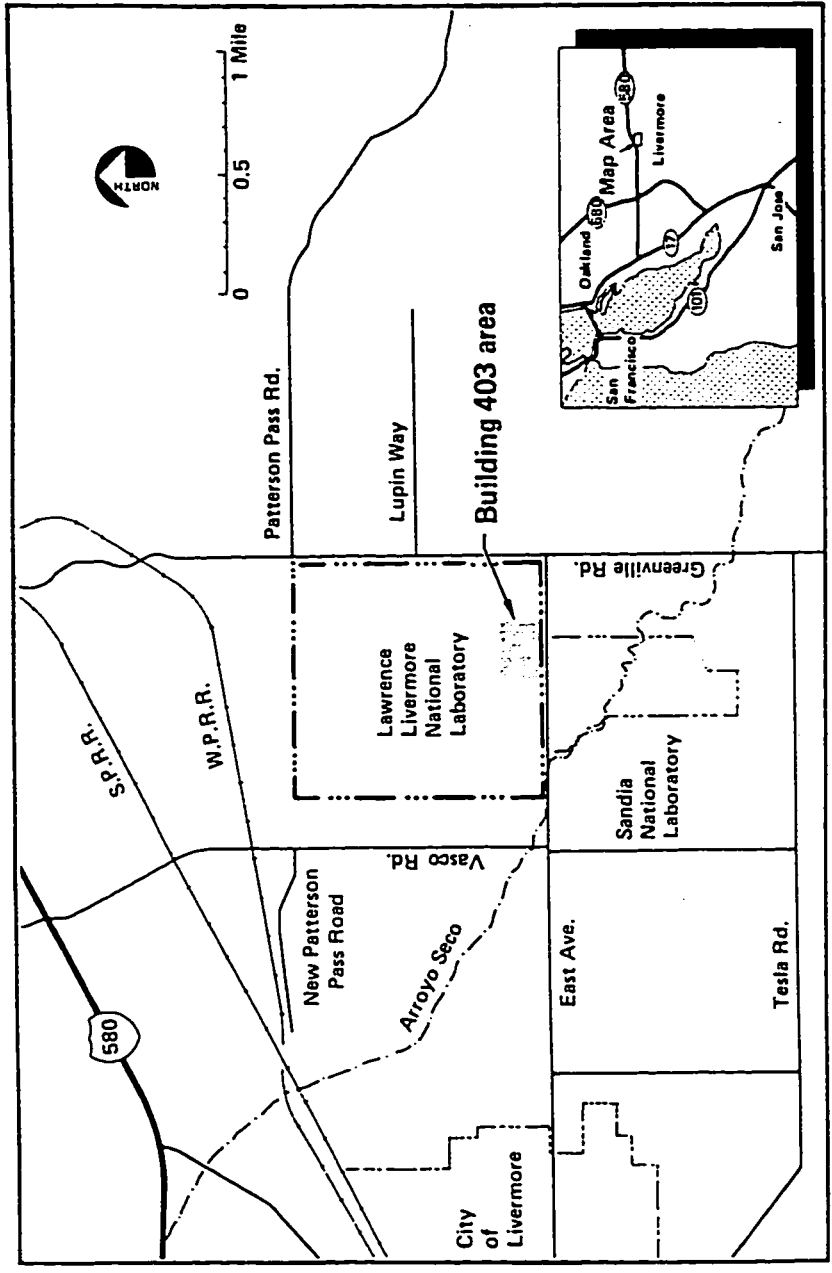 580
S.P.R.R.
W.P.R.R.
NORTH
0 0.5 1 Mile
New Patterson
Pass Road
Vasco Rd.
Patterson Pass Rd.
Lupin Way
Arroyo Seco
Lawrence
Livermore
National
Laboratory
Building 403 area
City
of
Livermore
East Ave.
Sandia
National
Laboratory
Greenville Rd.
Tesla Rd.
San
Francisco
Oakland
680
Map Area
580
Livermore
17
101
San Jose